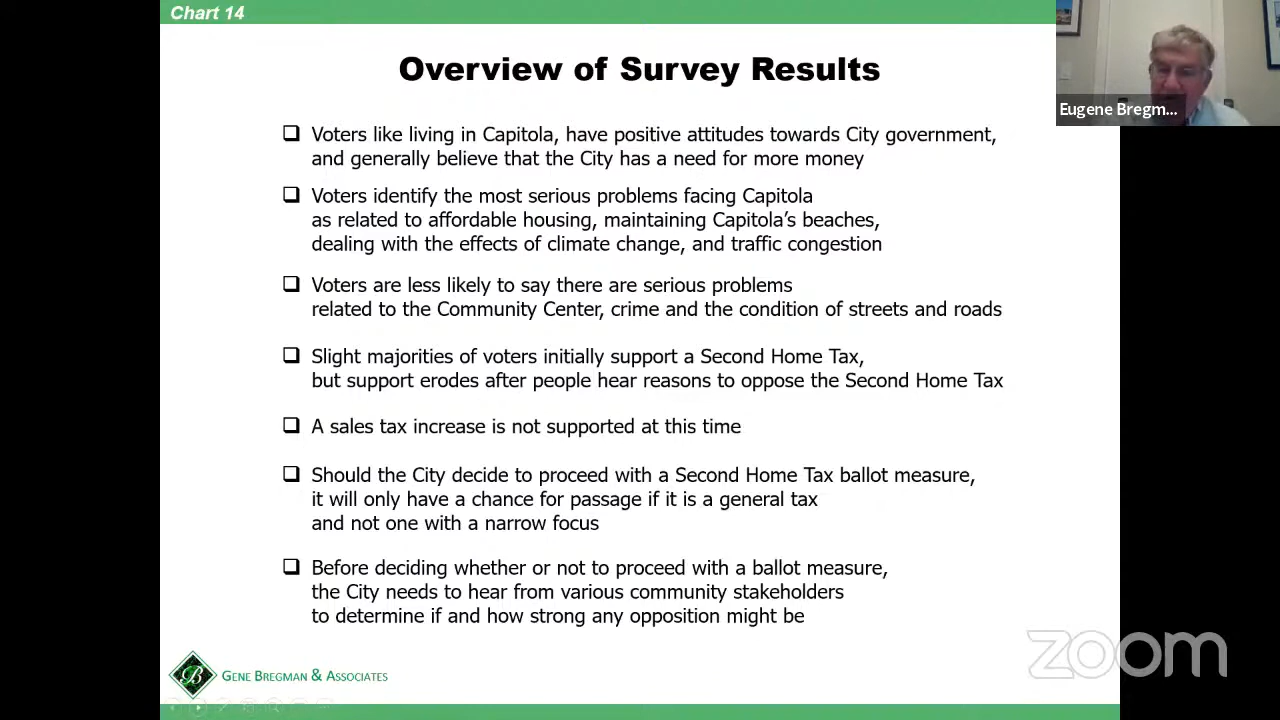 Chart 14
Overview of Survey Results
Eugene Bregm...
Voters like living in Capitola, have positive attitudes towards City government,
and generally believe that the City has a need for more money
Voters identify the most serious problems facing Capitola
as related to affordable housing, maintaining Capitola's beaches,
dealing with the effects of climate change, and traffic congestion
Voters are less likely to say there are serious problems
related to the Community Center, crime and the condition of streets and roads
Slight majorities of voters initially support a Second Home Tax,
but support erodes after people hear reasons to oppose the Second Home Tax
A sales tax increase is not supported at this time
Should the City decide to proceed with a Second Home Tax ballot measure,
it will only have a chance for passage if it is a general tax
and not one with a narrow focus
Before deciding whether or not to proceed with a ballot measure,
the City needs to hear from various community stakeholders
to determine if and how strong any opposition might be
B
GENE BREGMAN & ASSOCIATES
zoom